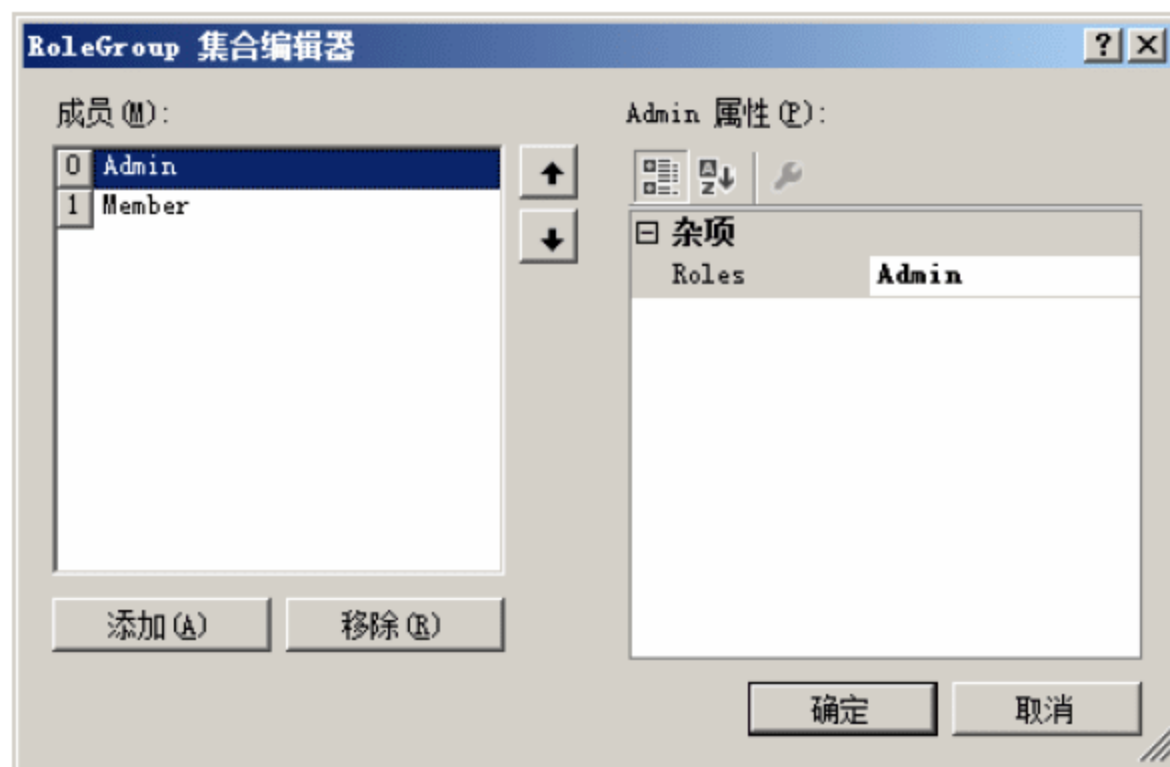 RoleGroup 集合编辑器
成员(M):
Admin 属性(P):
0 Admin
1 Member
杂项
Roles Admin
添加(A)
移除(R)
确定
取消